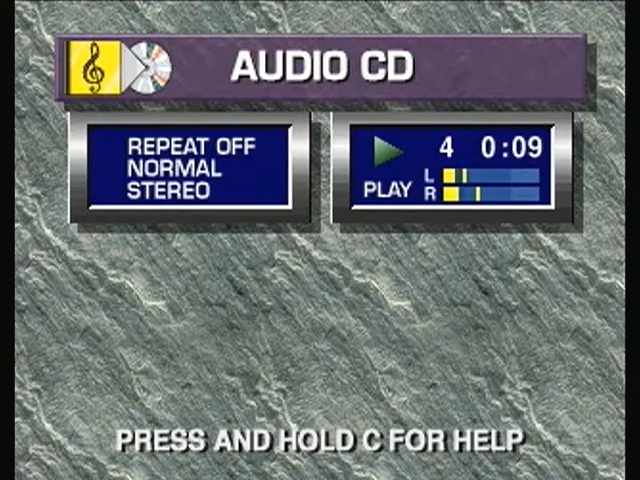 AUDIO CD
REPEAT OFF
NORMAL
STEREO
4 0:09
PLAY L
R
PRESS AND HOLD C FOR HELP